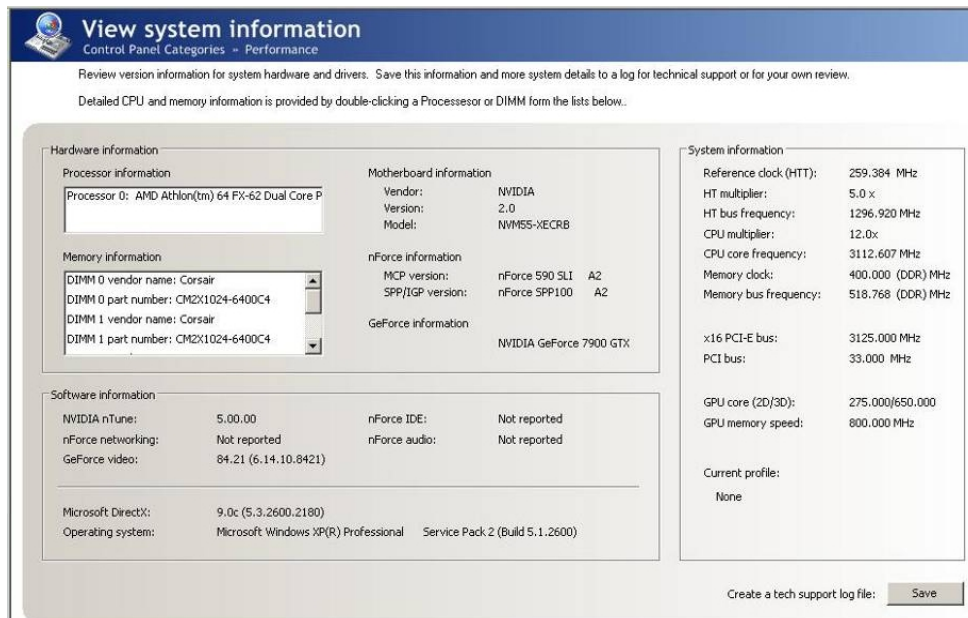 View system information
Control Panel Categories - Performance
Review version information for system hardware and drivers. Save this information and more system details to a log for technical support or for your own review.
Detailed CPU and memory information is provided by double-clicking a Processesor or DIMM form the lists below..
Hardware information
Processor information
Processor 0: AMD Athlon(tm) 64 FX-62 Dual Core P
Memory information
DIMM 0 vendor name: Corsair
DIMM 0 part number: CM2X1024-6400C4
DIMM 1 vendor name: Corsair
DIMM 1 part number: CM2X1024-6400C4
Motherboard information
Vendor: NVIDIA
Version: 2.0
Model: NVM55-XECRB
nForce information
MCP version: nForce 590 SLI A2
SPP/IGP version: nForce SPP100 A2
GeForce information
NVIDIA GeForce 7900 GTX
Software information
NVIDIA nTune: 5.00.00 nForce IDE: Not reported
nForce networking: Not reported nForce audio: Not reported
GeForce video: 84.21 (6.14.10.8421)
Microsoft DirectX: 9.0c (5.3.2600.2180)
Operating system: Microsoft Windows XP(R) Professional Service Pack 2 (Build 5.1.2600)
System information
Reference clock (HTT): 259.384 MHz
HT multiplier: 5.0 x
HT bus frequency: 1296.920 MHz
CPU multiplier: 12.0x
CPU core frequency: 3112.607 MHz
Memory clock: 400.000 (DDR) MHz
Memory bus frequency: 518.768 (DDR) MHz
x16 PCI-E bus: 3125.000 MHz
PCI bus: 33.000 MHz
GPU core (2D/3D): 275.000/650.000
GPU memory speed: 800.000 MHz
Current profile:
None
Create a tech support log file: Save